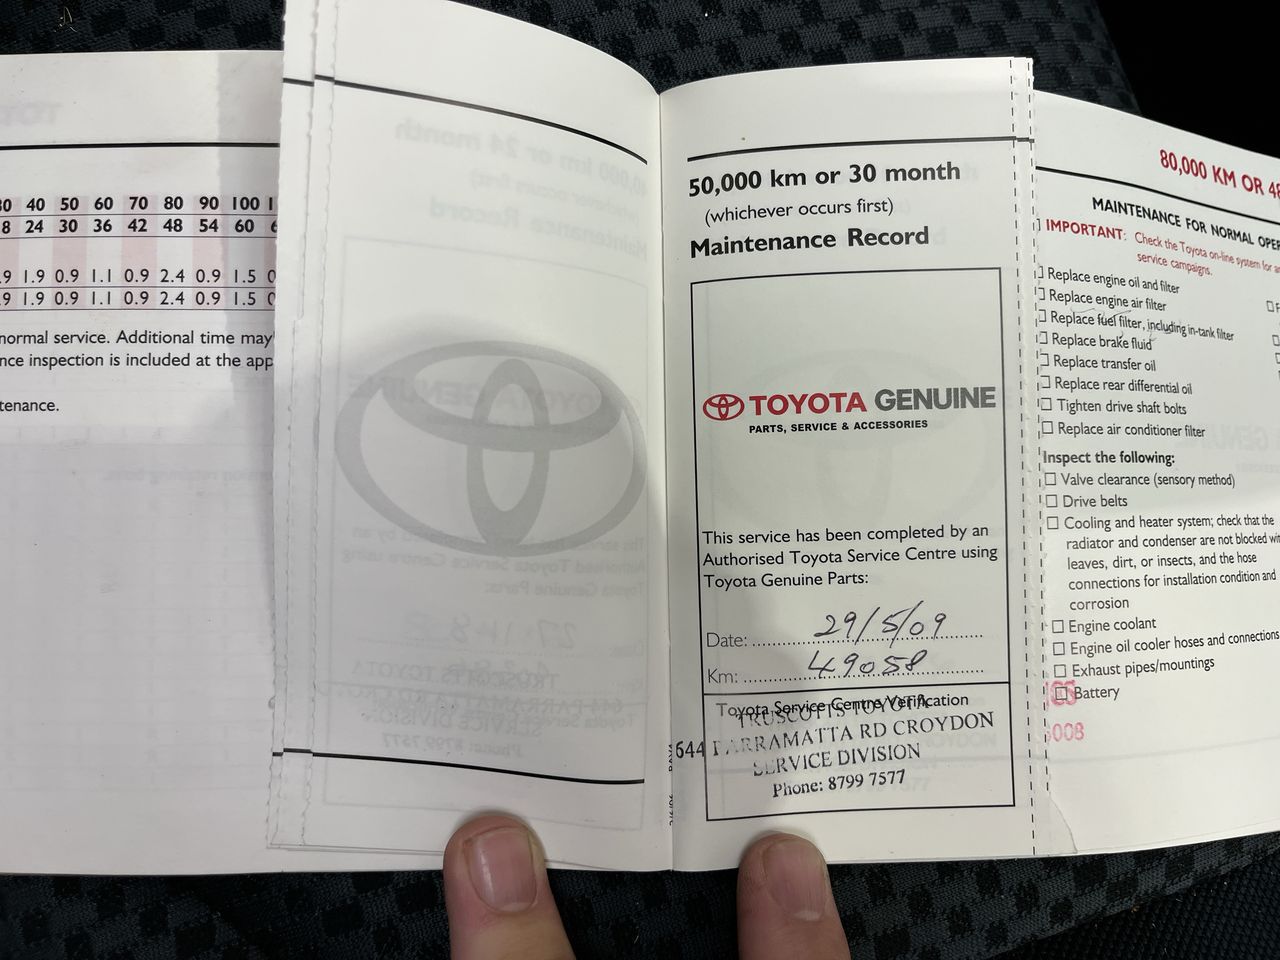 40 50 60 70 80 90 100
24 30 36 42 48 54 60
1.9 0.9 1.1 0.9 2.4 0.9 1.5
1.9 0.9 1.1 0.9 2.4 0.9 1.5
normal service. Additional time may
nce inspection is included at the app
tenance.
50,000 km or 30 month
(whichever occurs first)
Maintenance Record
TOYOTA GENUINE
PARTS, SERVICE & ACCESSORIES
This service has been completed by an
Authorised Toyota Service Centre using
Toyota Genuine Parts:
Date: 29/5/09
Km: 49058
Toyota Service Centre Verification
TRUSCOTTS TOYOTA
644 PARRAMATTA RD CROYDON
SERVICE DIVISION
Phone: 8799 7577
80,000 KM OR 48
MAINTENANCE FOR NORMAL OPER
IMPORTANT: Check the Toyota on-line system for
service campaigns.
Replace engine oil and filter
Replace engine air filter
Replace fuel filter, including in-tank filter
Replace brake fluid
Replace transfer oil
Replace rear differential oil
Tighten drive shaft bolts
Replace air conditioner filter
Inspect the following:
Valve clearance (sensory method)
Drive belts
Cooling and heater system; check that the
radiator and condenser are not blocked
leaves, dirt, or insects, and the hose
connections for installation condition and
corrosion
Engine coolant
Engine oil cooler hoses and connections
Exhaust pipes/mountings
Battery
008